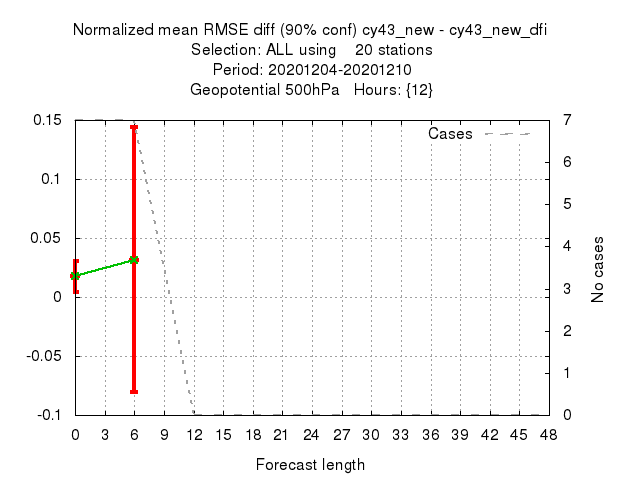 Normalized mean RMSE diff (90% conf) cy43_new - cy43_new_dfi
Selection: ALL using    20 stations
Period: 20201204-20201210
Geopotential 500hPa   Hours: {12}
0.15
0.1
0.05
0
-0.05
-0.1
Cases
7
6
5
4
3
2
1
0
No cases
0 3 6 9 12 15 18 21 24 27 30 33 36 39 42 45 48
Forecast length